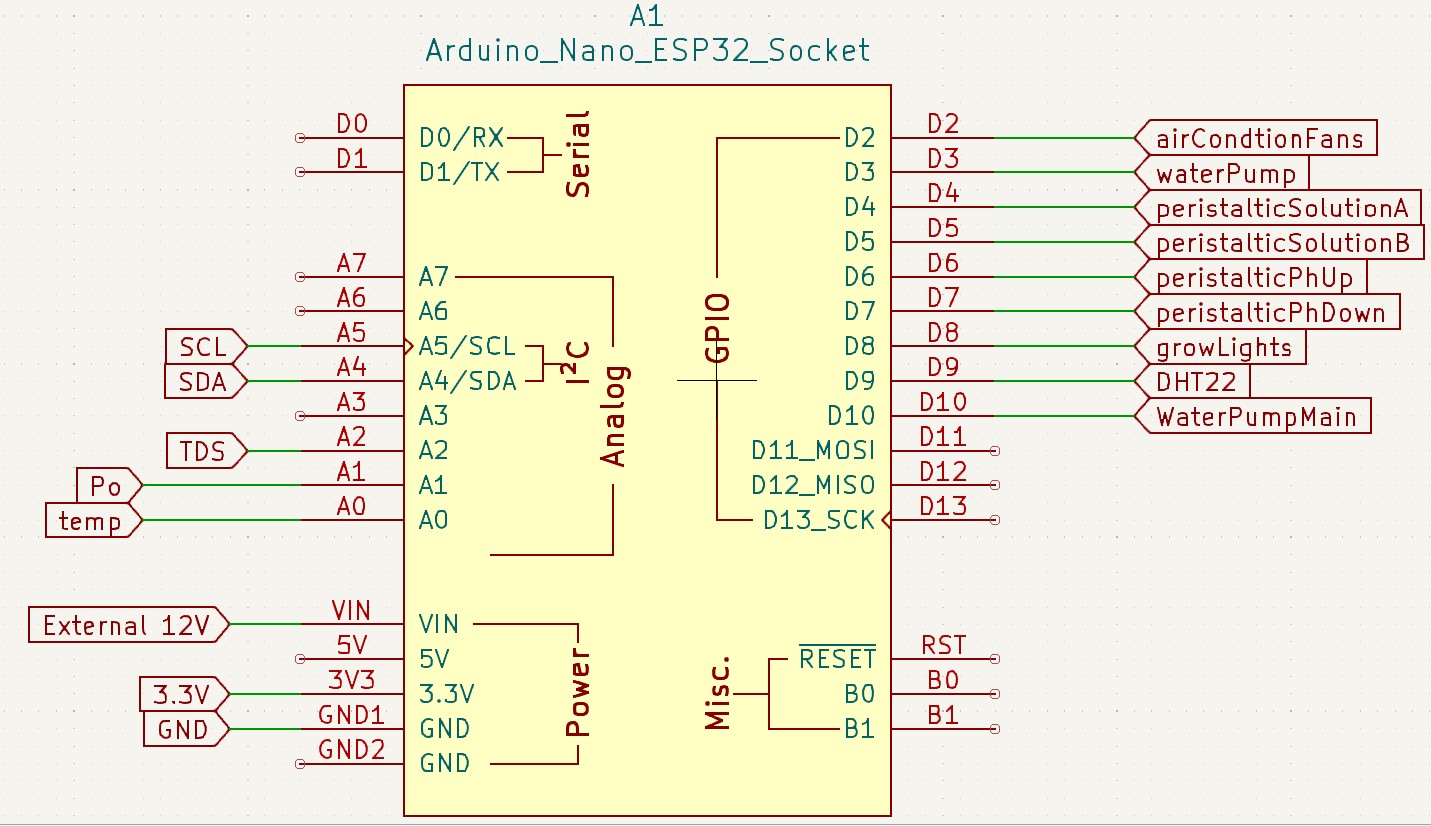 A1
Arduino_Nano_ESP32_Socket
D0
D0/RX
D1
D1/TX
Serial
A7
A7
A6
A6
SCL
A5
A5/SCL
SDA
A4
A4/SDA
I²C
A3
A3
Analog
TDS
A2
A2
Po
A1
A1
temp
A0
A0
External 12V
VIN
VIN
5V
5V
3.3V
3V3
3.3V
GND
GND1
GND
GND2
GND
Power
GPIO
D2
D2
airCondtionFans
D3
D3
waterPump
D4
D4
peristalticSolutionA
D5
D5
peristalticSolutionB
D6
D6
peristalticPhUp
D7
D7
peristalticPhDown
D8
D8
growLights
D9
D9
DHT22
D10
D10
WaterPumpMain
D11_MOSI
D11
D12_MISO
D12
D13_SCK
D13
Misc.
RESET
RST
B0
B0
B1
B1